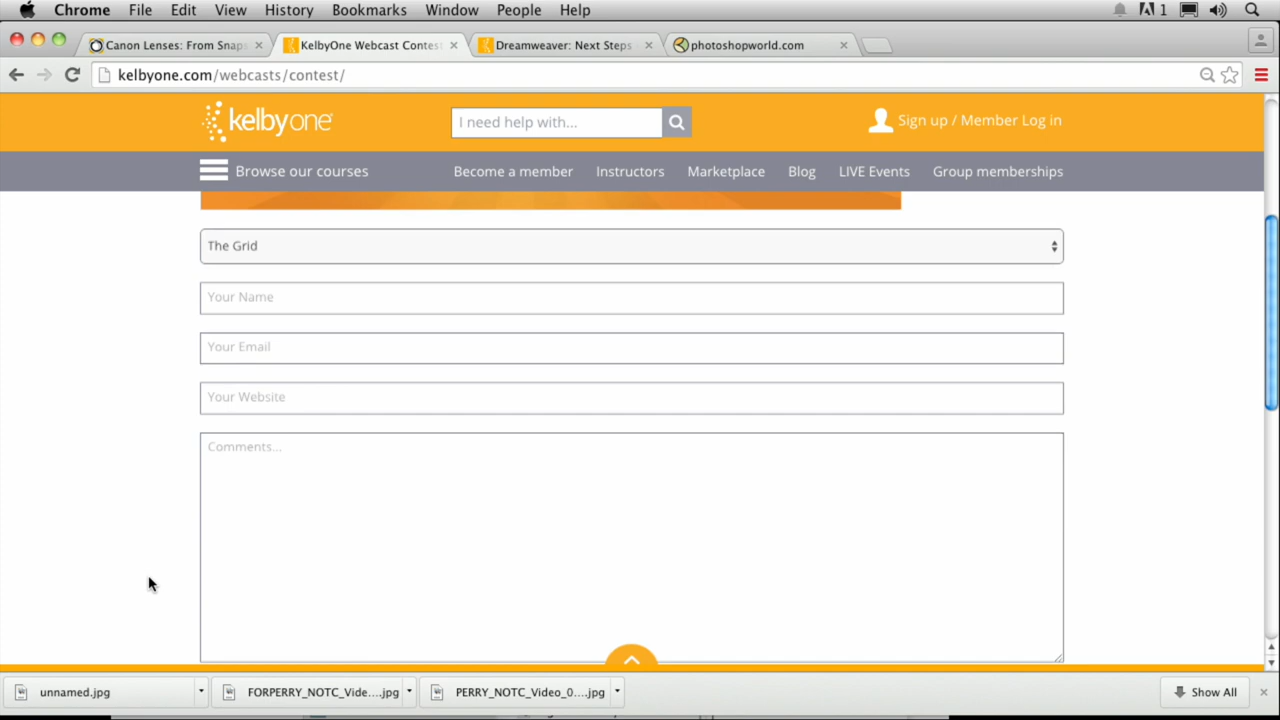 Chrome File Edit View History Bookmarks Window People Help 1
Canon Lenses: From Snaps KelbyOne Webcast Contest Dreamweaver: Next Steps photoshopworld.com
kelbyone.com/webcasts/contest/
kelbyone I need help with... Sign up / Member Log in
Browse our courses Become a member Instructors Marketplace Blog LIVE Events Group memberships
The Grid
Your Name
Your Email
Your Website
Comments...
unnamed.jpg FORPERRY_NOTC_Vide....jpg PERRY_NOTC_Video_0....jpg Show All